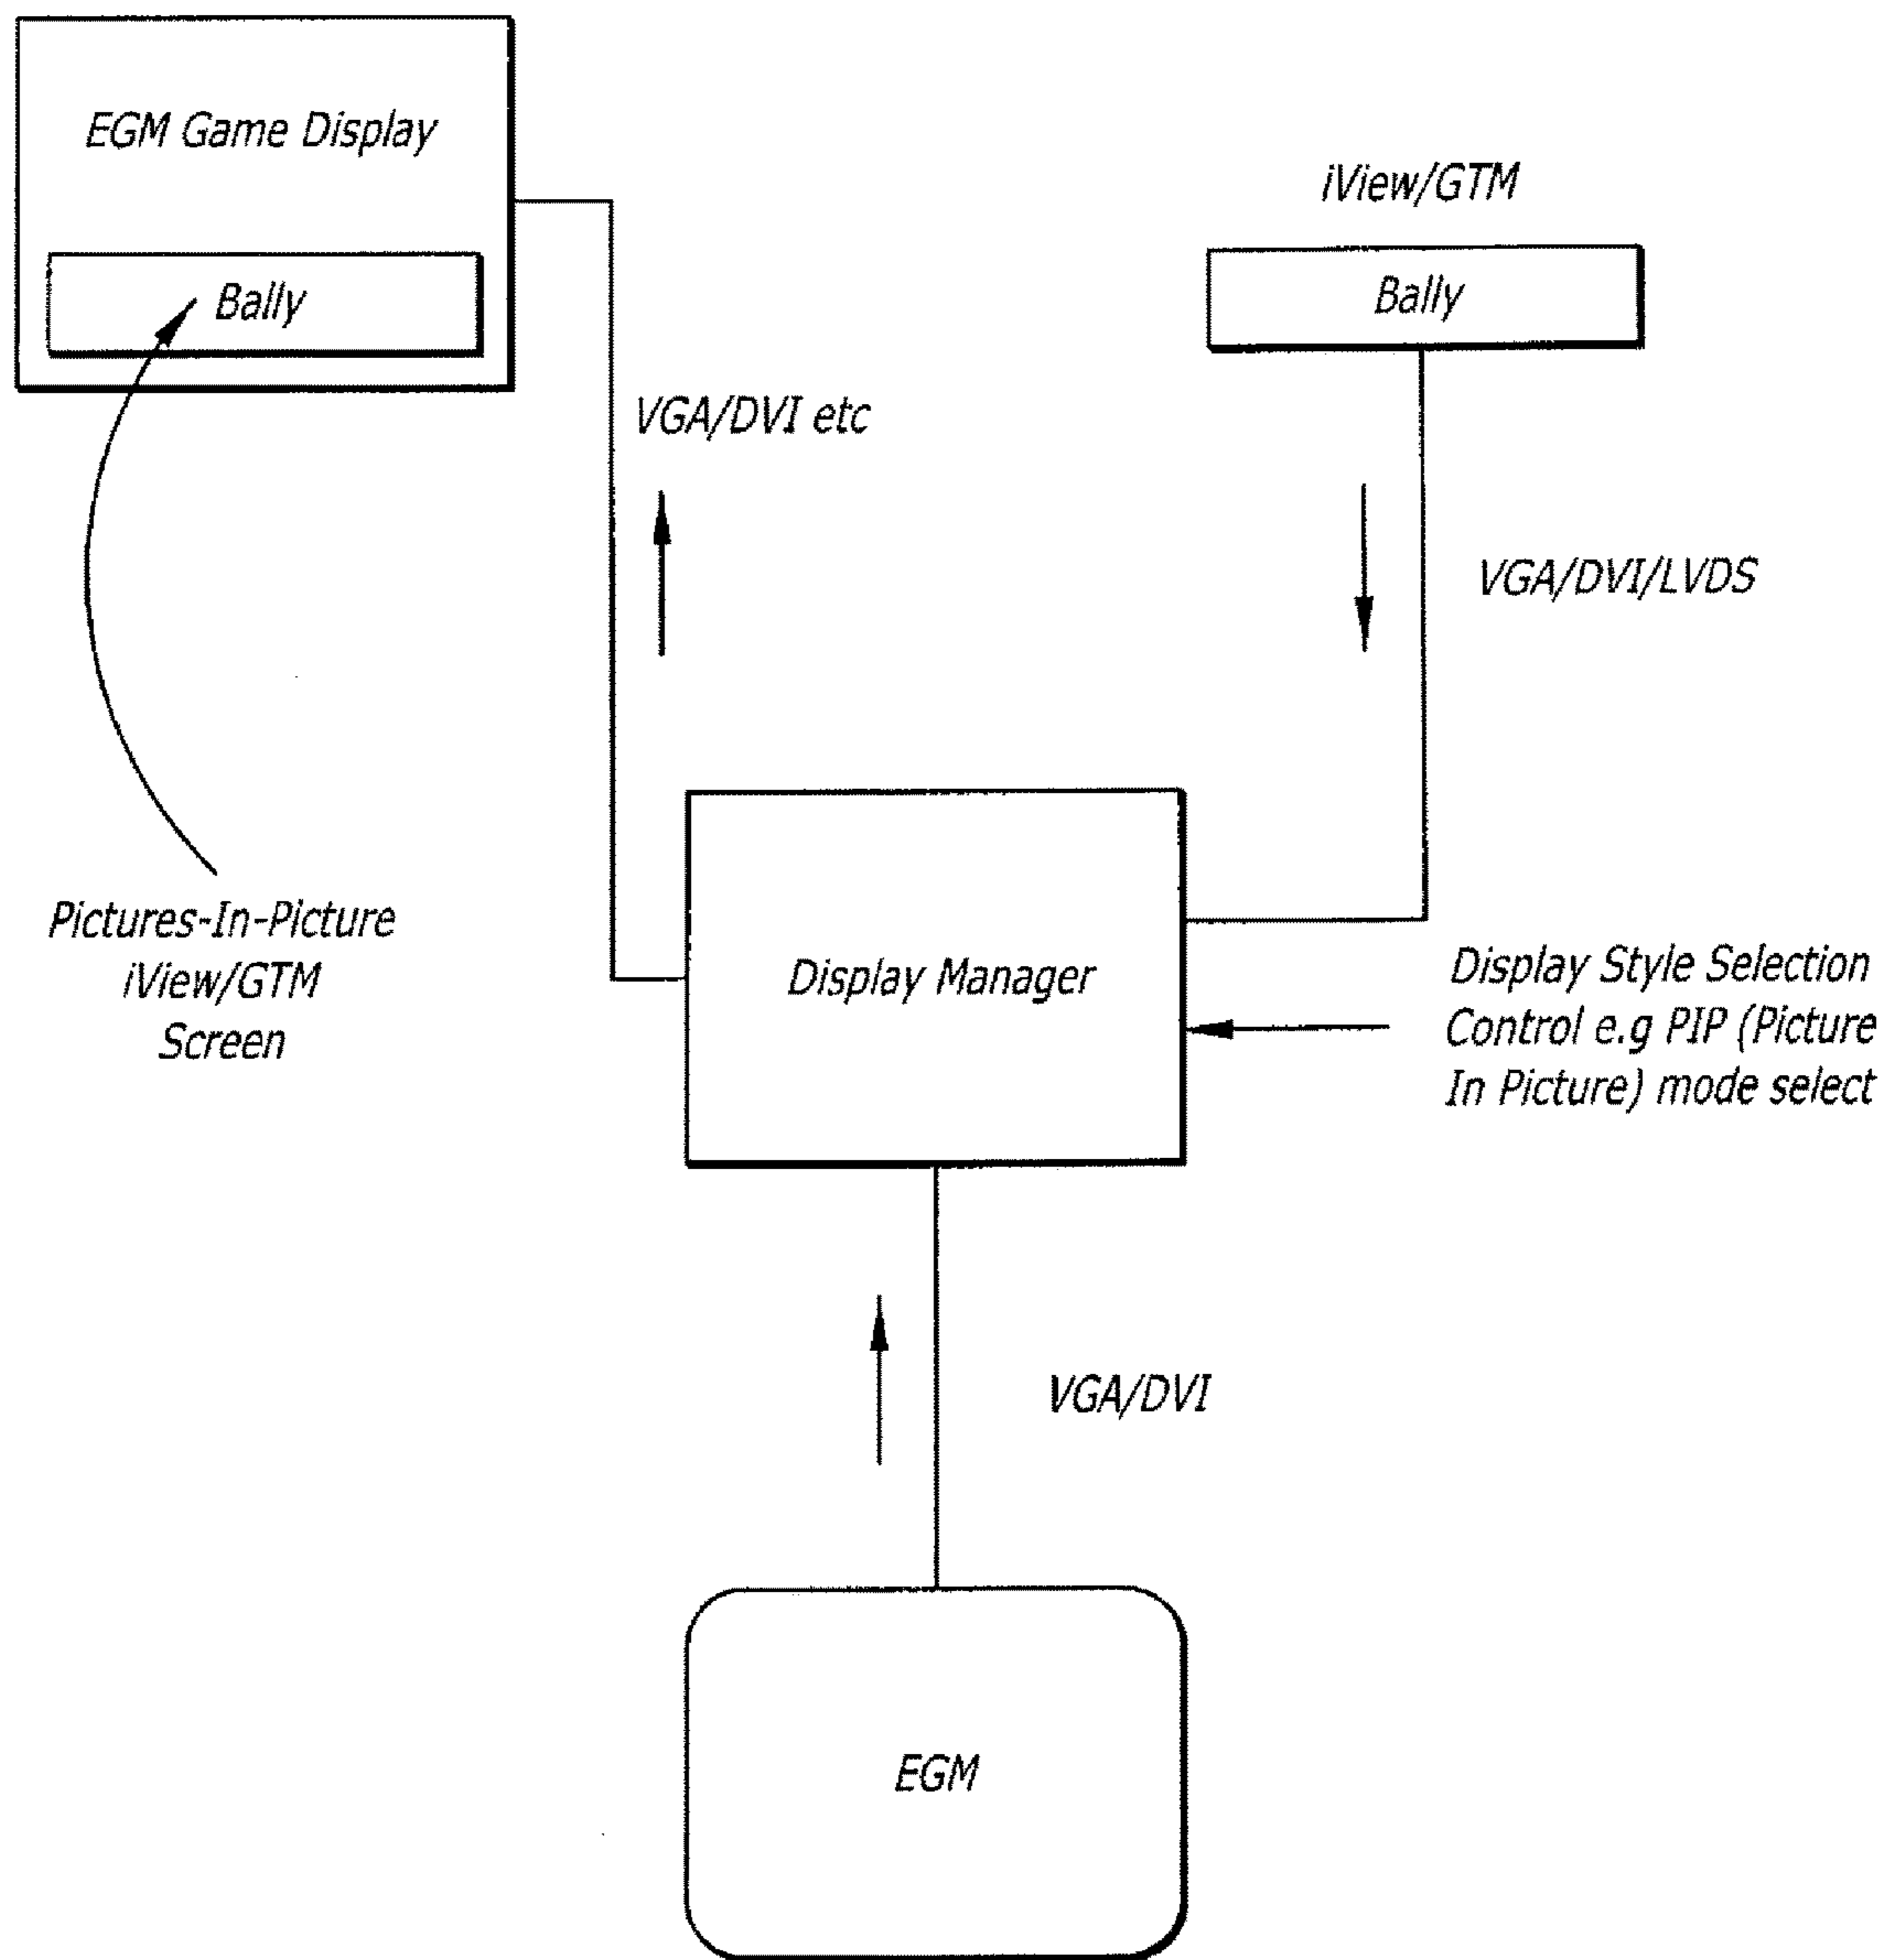 EGM Game Display
Bally
iView/GTM
Bally
VGA/DVI etc
VGA/DVI/LVDS
Pictures-In-Picture
iView/GTM
Screen
Display Manager
Display Style Selection
Control e.g PIP (Picture
In Picture) mode select
VGA/DVI
EGM